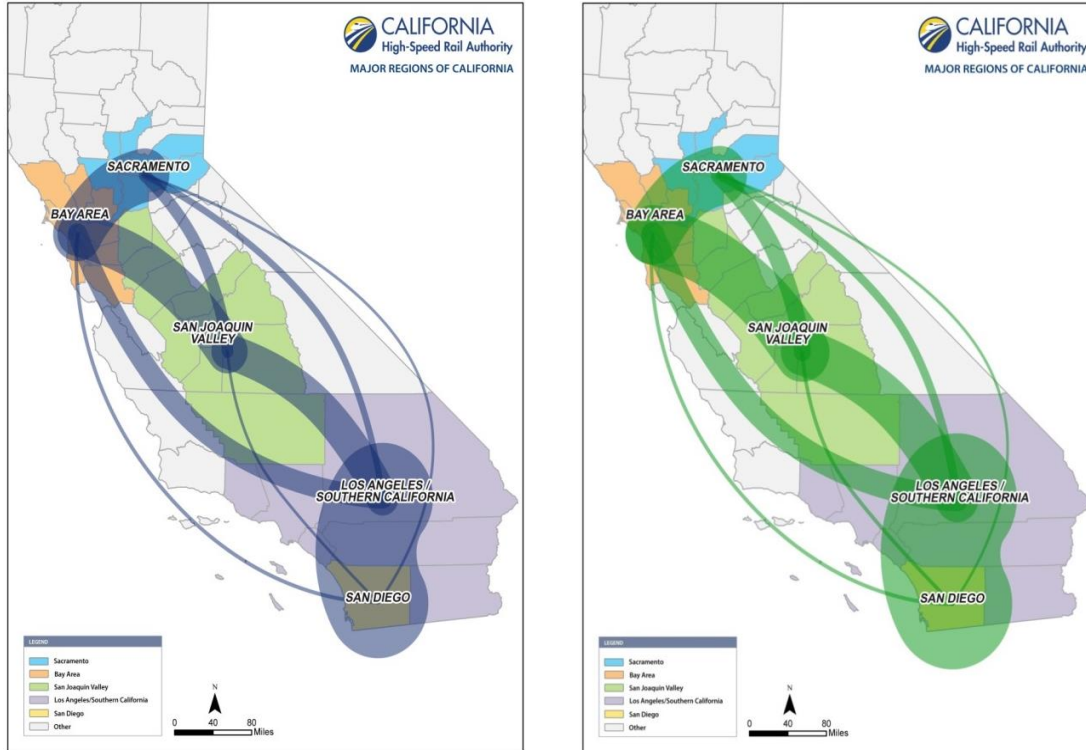 CALIFORNIA
High-Speed Rail Authority
MAJOR REGIONS OF CALIFORNIA
SACRAMENTO
BAY AREA
SAN JOAQUIN
VALLEY
LOS ANGELES /
SOUTHERN CALIFORNIA
SAN DIEGO
LEGEND
Sacramento
Bay Area
San Joaquin Valley
Los Angeles/Southern California
San Diego
Other
N
0 40 80
Miles
CALIFORNIA
High-Speed Rail Authority
MAJOR REGIONS OF CALIFORNIA
SACRAMENTO
BAY AREA
SAN JOAQUIN
VALLEY
LOS ANGELES /
SOUTHERN CALIFORNIA
SAN DIEGO
LEGEND
Sacramento
Bay Area
San Joaquin Valley
Los Angeles/Southern California
San Diego
Other
N
0 40 80
Miles